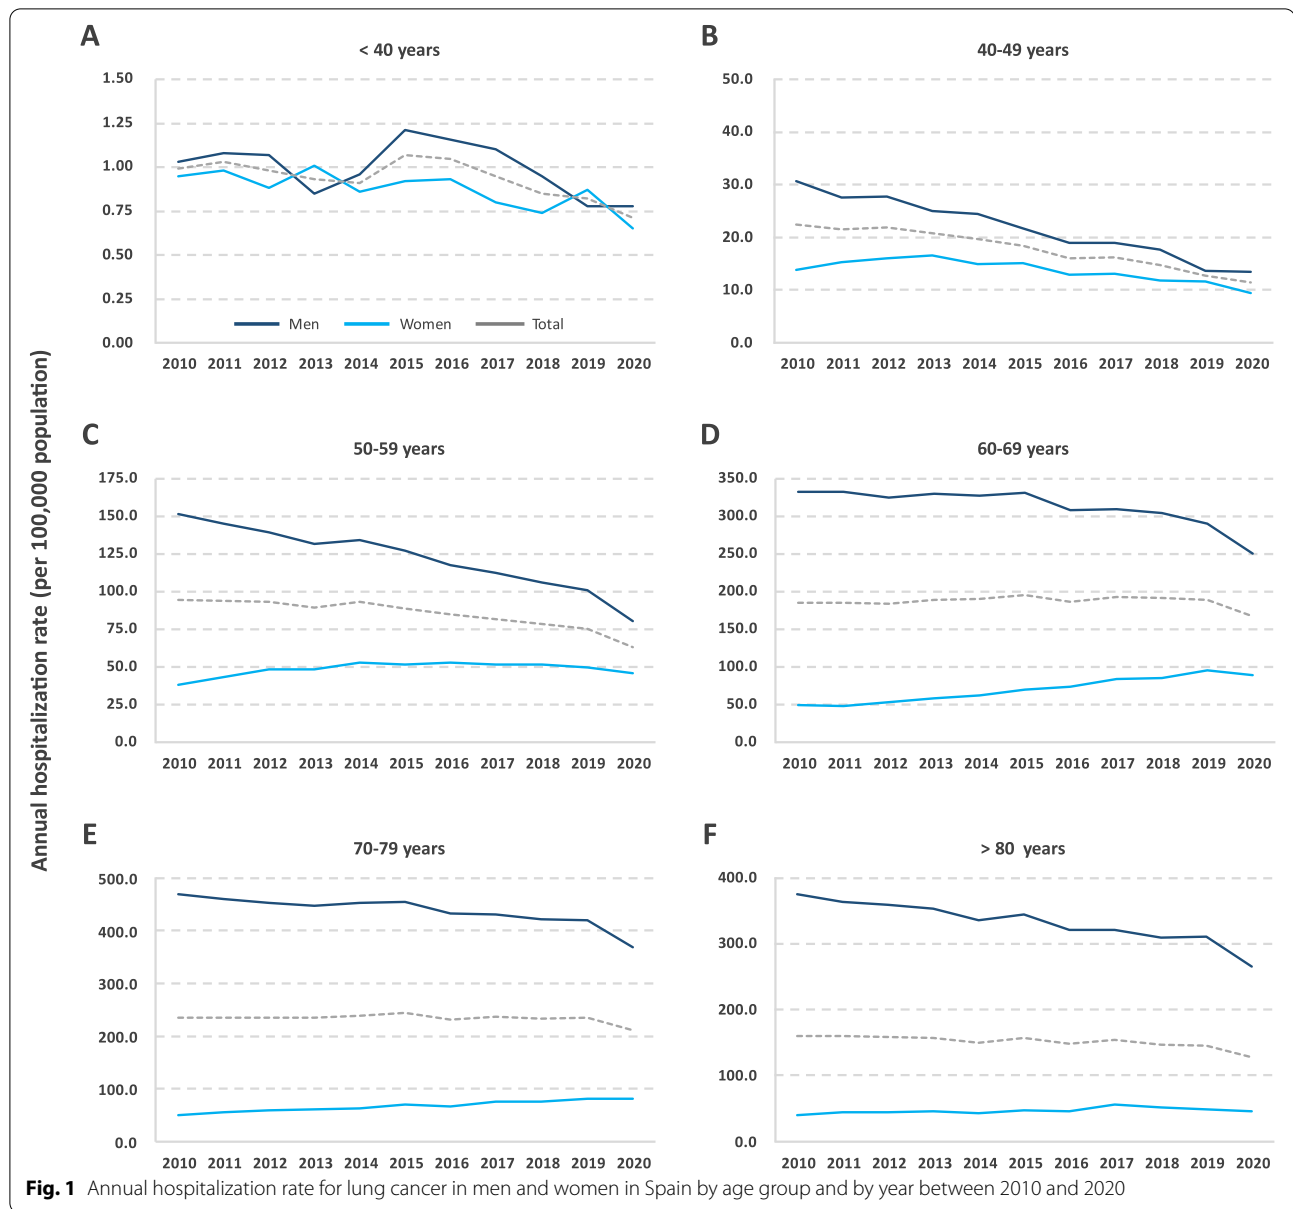 A
< 40 years
1.50
1.25
1.00
0.75
0.50
0.25
0.00
Men Women Total
2010 2011 2012 2013 2014 2015 2016 2017 2018 2019 2020
B
40-49 years
50.0
40.0
30.0
20.0
10.0
0.0
2010 2011 2012 2013 2014 2015 2016 2017 2018 2019 2020
Annual hospitalization rate (per 100,000 population)
C
50-59 years
175.0
150.0
125.0
100.0
75.0
50.0
25.0
0.0
2010 2011 2012 2013 2014 2015 2016 2017 2018 2019 2020
D
60-69 years
350.0
300.0
250.0
200.0
150.0
100.0
50.0
0.0
2010 2011 2012 2013 2014 2015 2016 2017 2018 2019 2020
E
70-79 years
500.0
400.0
300.0
200.0
100.0
0.0
2010 2011 2012 2013 2014 2015 2016 2017 2018 2019 2020
F
> 80 years
400.0
300.0
200.0
100.0
0.0
2010 2011 2012 2013 2014 2015 2016 2017 2018 2019 2020
Fig. 1 Annual hospitalization rate for lung cancer in men and women in Spain by age group and by year between 2010 and 2020